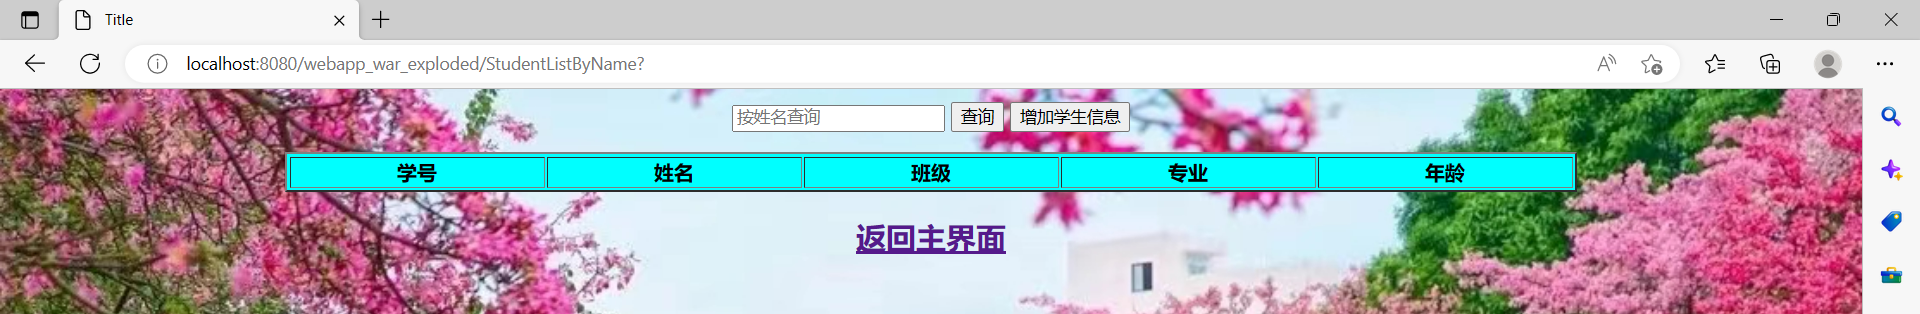 Title
localhost:8080/webapp_war_exploded/StudentListByName?
按姓名查询 查询 增加学生信息
学号 姓名 班级 专业 年龄
返回主界面